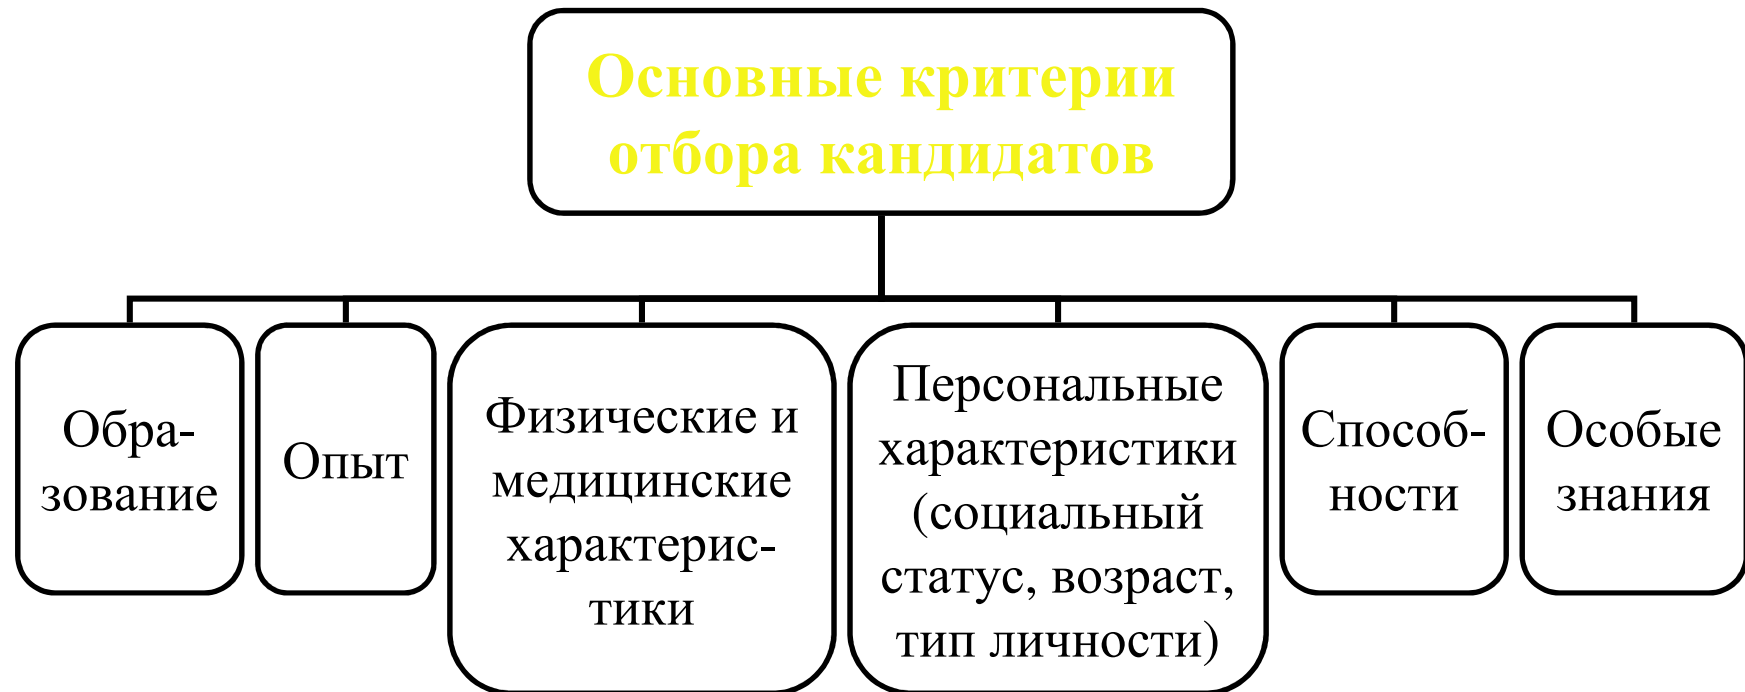 Основные критерии
отбора кандидатов
Обра-
зование
Опыт
Физические и
медицинские
характерис-
тики
Персональные
характеристики
(социальный
статус, возраст,
тип личности)
Способ-
ности
Особые
знания